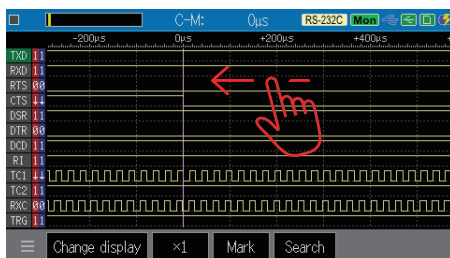 C-M: 0μs RS-232C Mon
-200μs 0μs +200μs +400μs
TXD 11
RXD 11
RTS 00
CTS ↓↓
DSR 11
DTR 00
DCD 11
RI 11
TC1 ↓↓
TC2 11
RXC 00
TRG 11
Change display ×1 Mark Search